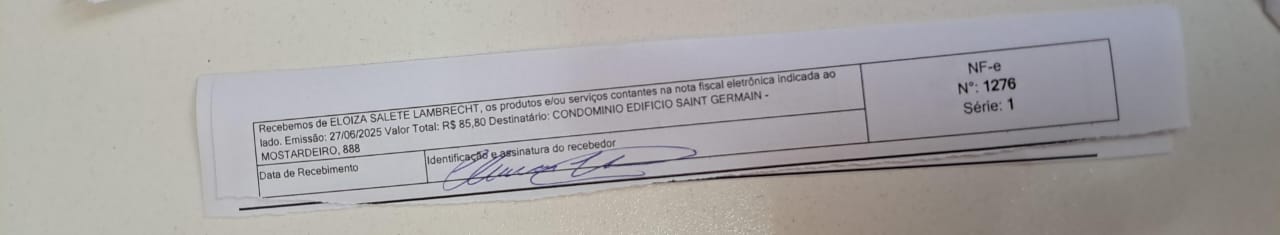 Recebemos de ELOIZA SALETE LAMBRECHT, os produtos e/ou serviços contantes na nota fiscal eletrônica indicada ao
lado. Emissão: 27/06/2025 Valor Total: R$ 85,80 Destinatário: CONDOMINIO EDIFICIO SAINT GERMAIN -
MOSTARDEIRO, 888
Data de Recebimento
Identificação e assinatura do recebedor
NF-e
N°: 1276
Série: 1